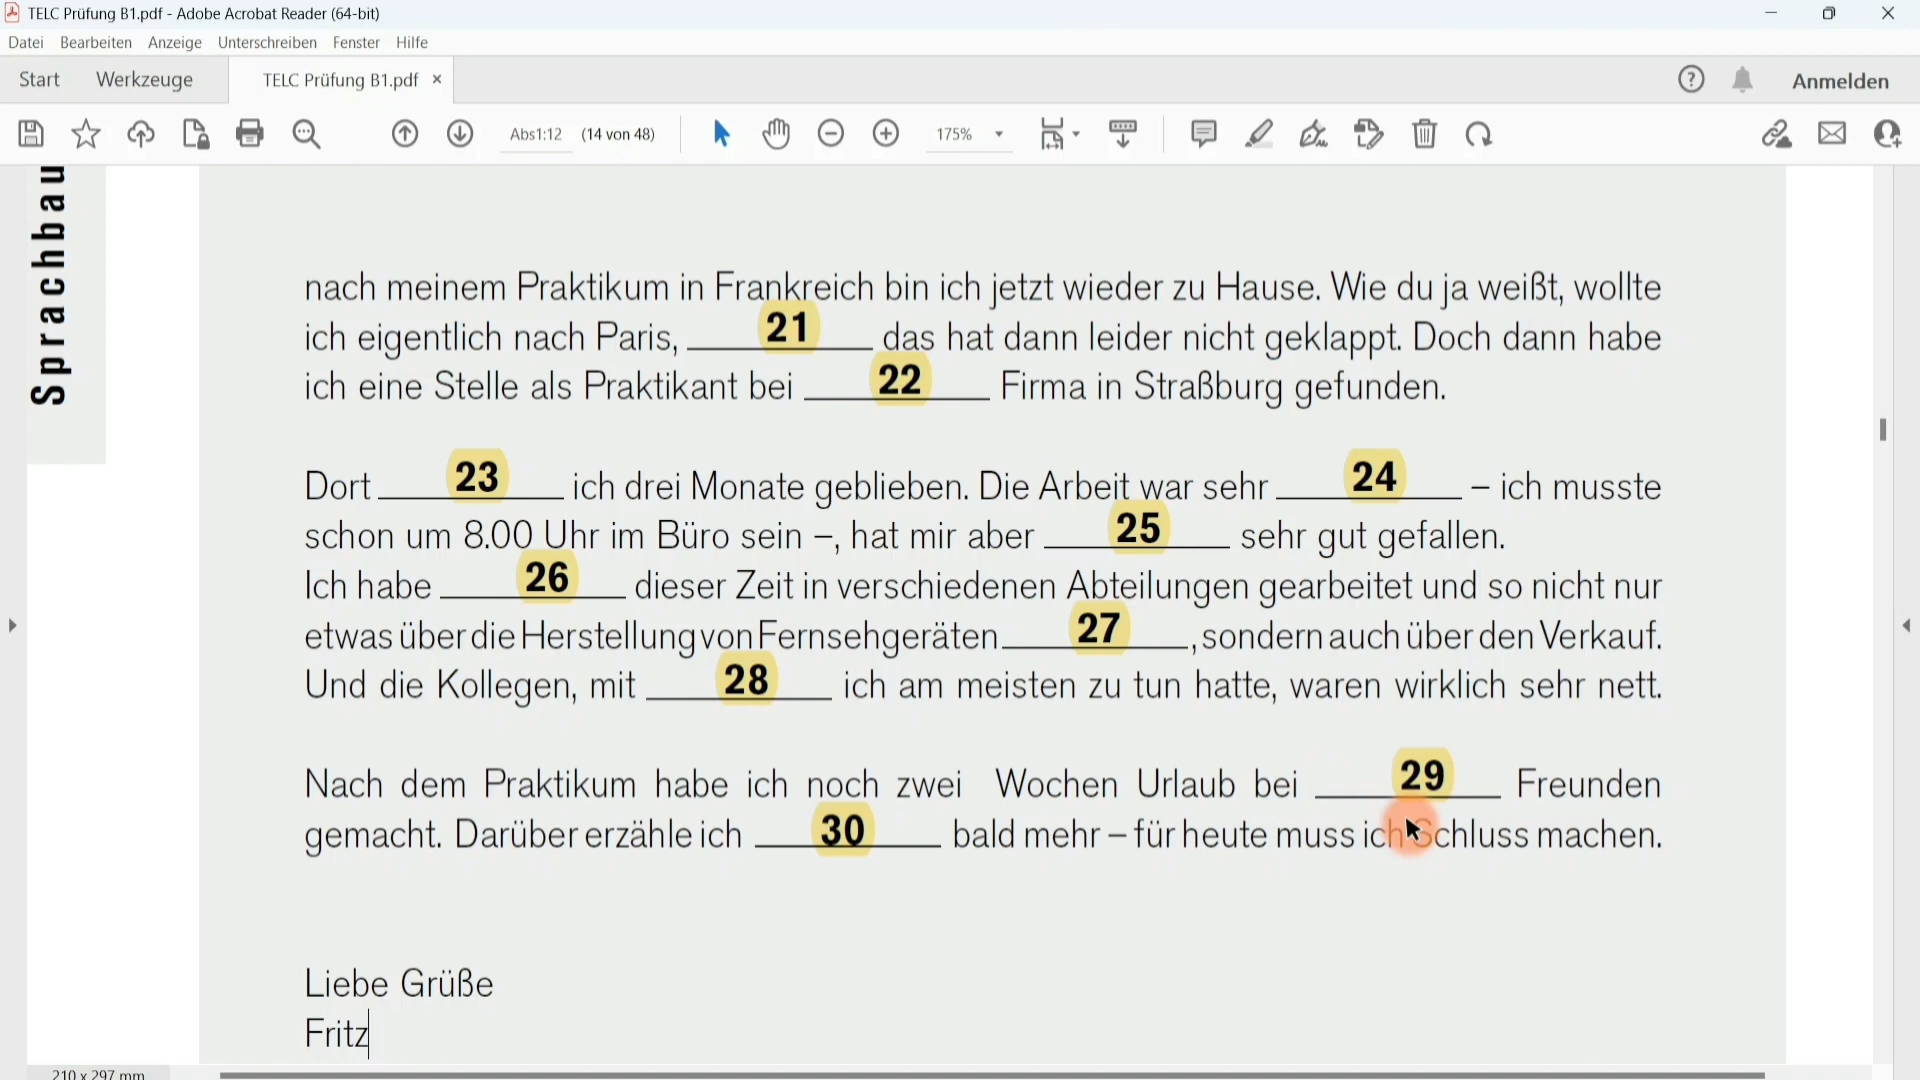 TELC Prüfung B1.pdf - Adobe Acrobat Reader (64-bit)
Datei Bearbeiten Anzeige Unterschreiben Fenster Hilfe
Start Werkzeuge TELC Prüfung B1.pdf × Anmelden
Abs1:12 (14 von 48) 175%
Sprachbau
nach meinem Praktikum in Frankreich bin ich jetzt wieder zu Hause. Wie du ja weißt, wollte
ich eigentlich nach Paris, 21 das hat dann leider nicht geklappt. Doch dann habe
ich eine Stelle als Praktikant bei 22 Firma in Straßburg gefunden.
Dort 23 ich drei Monate geblieben. Die Arbeit war sehr 24 – ich musste
schon um 8.00 Uhr im Büro sein –, hat mir aber 25 sehr gut gefallen.
Ich habe 26 dieser Zeit in verschiedenen Abteilungen gearbeitet und so nicht nur
etwas über die Herstellung von Fernsehgeräten 27, sondern auch über den Verkauf.
Und die Kollegen, mit 28 ich am meisten zu tun hatte, waren wirklich sehr nett.
Nach dem Praktikum habe ich noch zwei Wochen Urlaub bei 29 Freunden
gemacht. Darüber erzähle ich 30 bald mehr – für heute muss ich Schluss machen.
Liebe Grüße
Fritz
210 x 297 mm